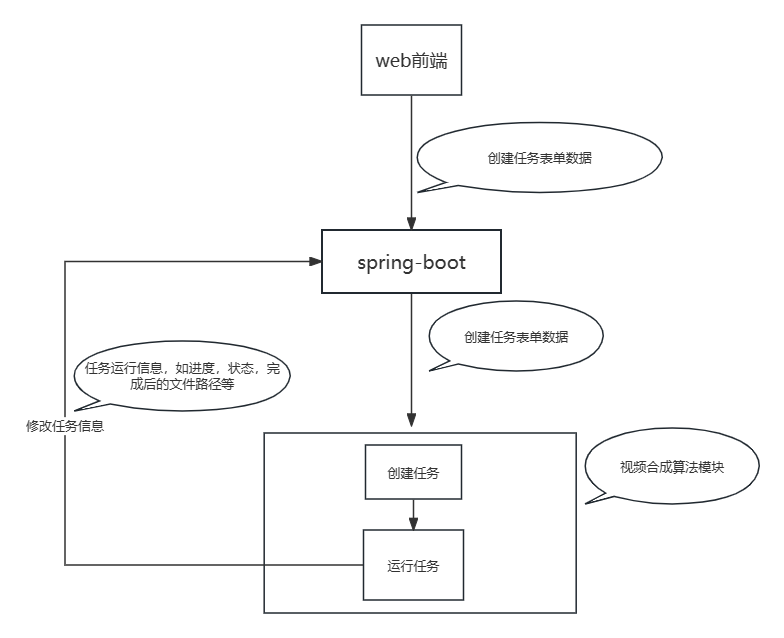 web前端
创建任务表单数据
spring-boot
创建任务表单数据
任务运行信息，如进度，状态，完
成后的文件路径等
修改任务信息
视频合成算法模块
创建任务
运行任务